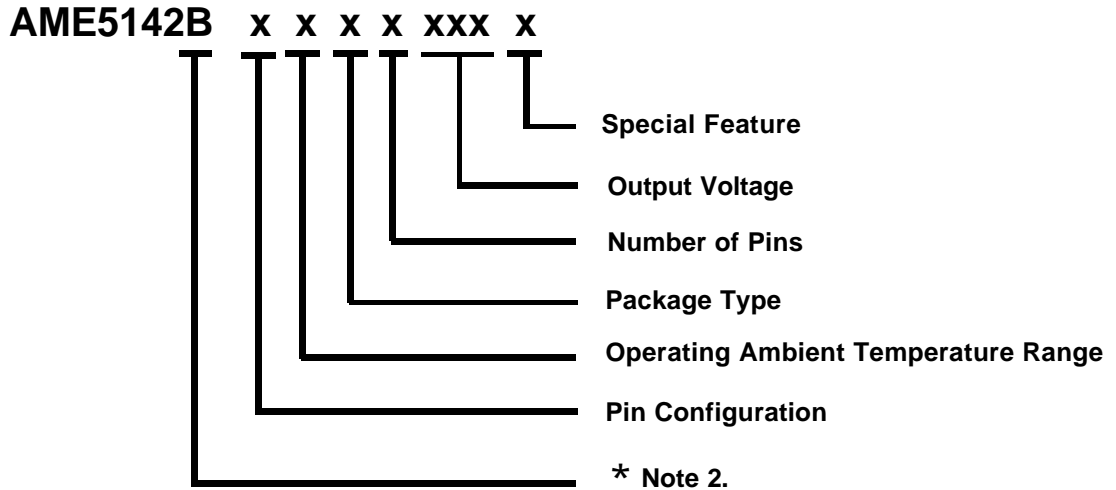 AME5142B x x x x xxx x
Special Feature
Output Voltage
Number of Pins
Package Type
Operating Ambient Temperature Range
Pin Configuration
* Note 2.